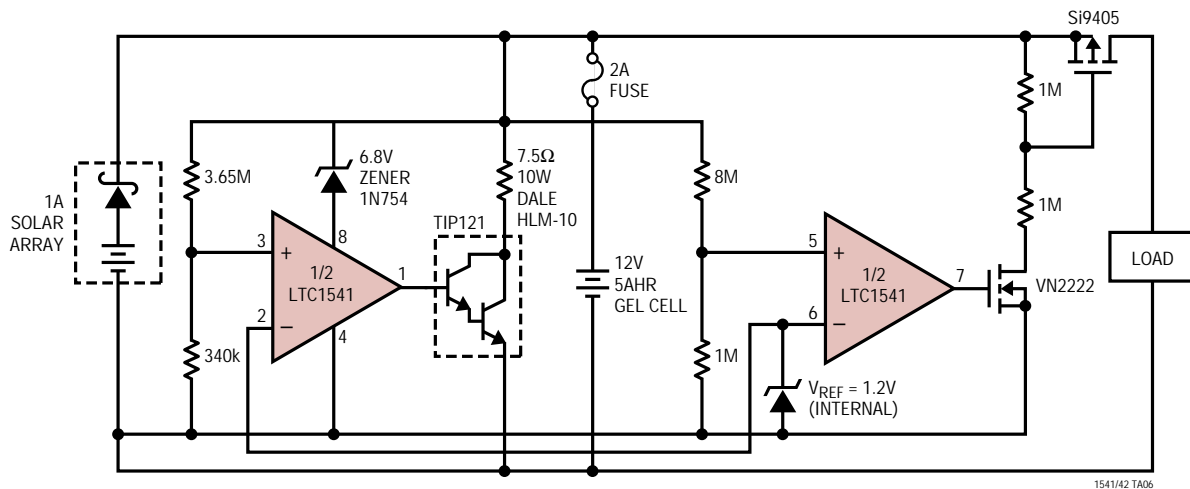 Si9405
2A
FUSE
1M
6.8V
ZENER
1N754
7.5Ω
10W
DALE
HLM-10
3.65M
8M
1A
SOLAR
ARRAY
TIP121
1M
3
+
8
1/2
LTC1541
1
2
–
4
5
+
1/2
LTC1541
7
6
–
12V
5AHR
GEL CELL
VN2222
LOAD
340k
1M
VREF = 1.2V
(INTERNAL)
1541/42 TA06